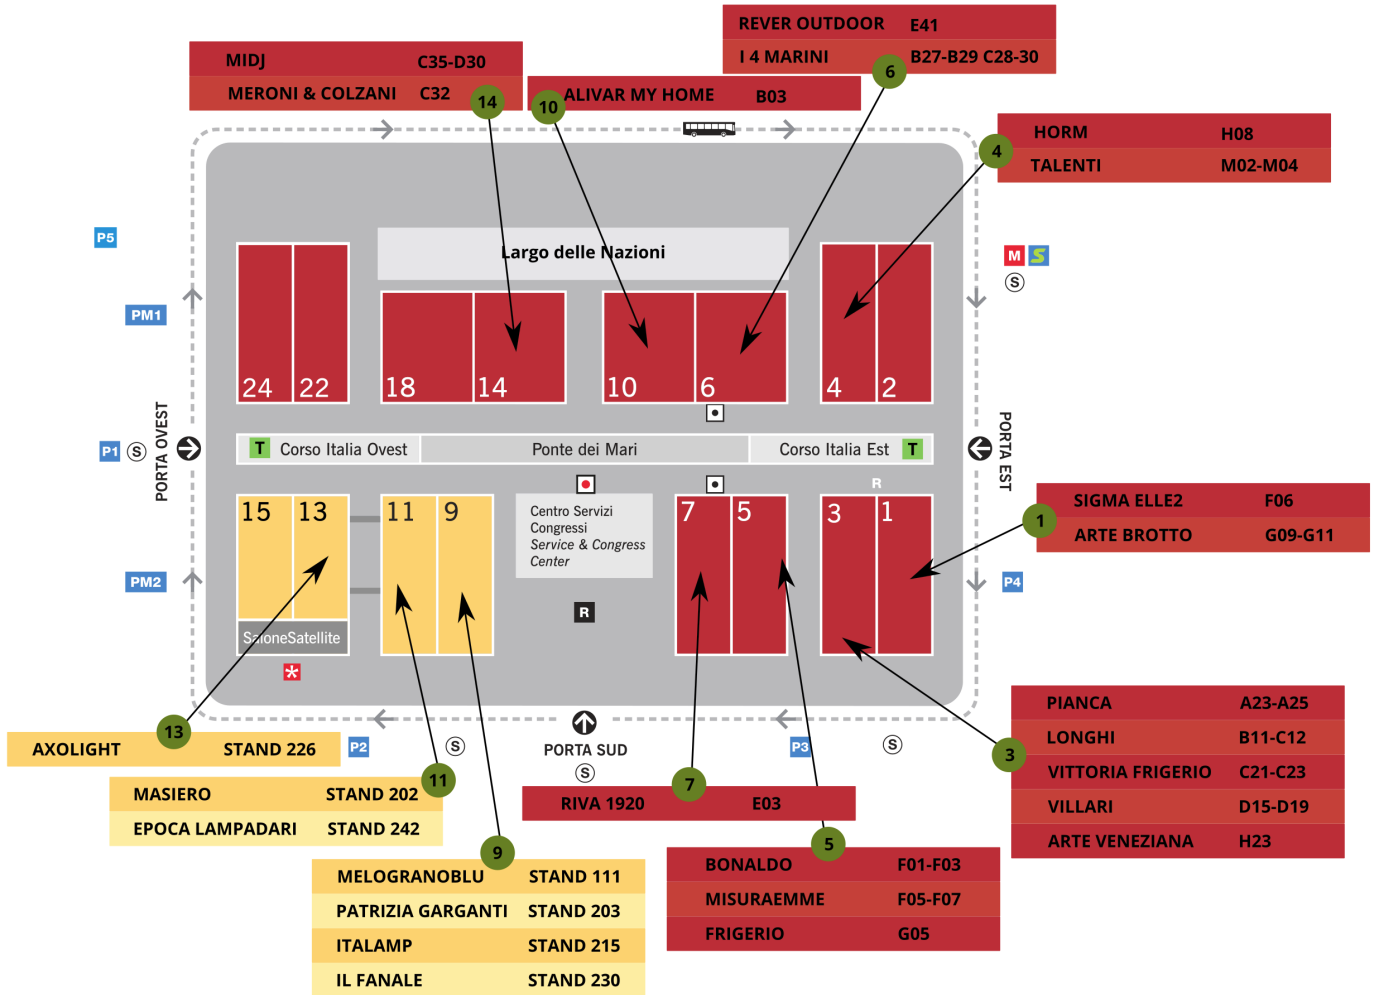 REVER OUTDOOR E41
I 4 MARINI B27-B29 C28-30
6
MIDJ C35-D30
MERONI & COLZANI C32
14
ALIVAR MY HOME B03
10
HORM H08
TALENTI M02-M04
4
P5
Largo delle Nazioni
M S
S
PM1
24 22 18 14 10 6 4 2
PORTA OVEST
P1 S
T Corso Italia Ovest
Ponte dei Mari
Corso Italia Est T
PORTA EST
R
15 13 11 9
Centro Servizi
Congressi
Service & Congress
Center
7 5 3 1
SIGMA ELLE2 F06
ARTE BROTTO G09-G11
1
PM2
P4
R
SaloneSatellite
*
PIANCA A23-A25
LONGHI B11-C12
VITTORIA FRIGERIO C21-C23
VILLARI D15-D19
ARTE VENEZIANA H23
3
13
AXOLIGHT STAND 226
P2
S
PORTA SUD
S
P3
S
11
MASIERO STAND 202
EPOCA LAMPADARI STAND 242
7
RIVA 1920 E03
9
MELOGRANOBLU STAND 111
PATRIZIA GARGANTI STAND 203
ITALAMP STAND 215
IL FANALE STAND 230
5
BONALDO F01-F03
MISURAEMME F05-F07
FRIGERIO G05